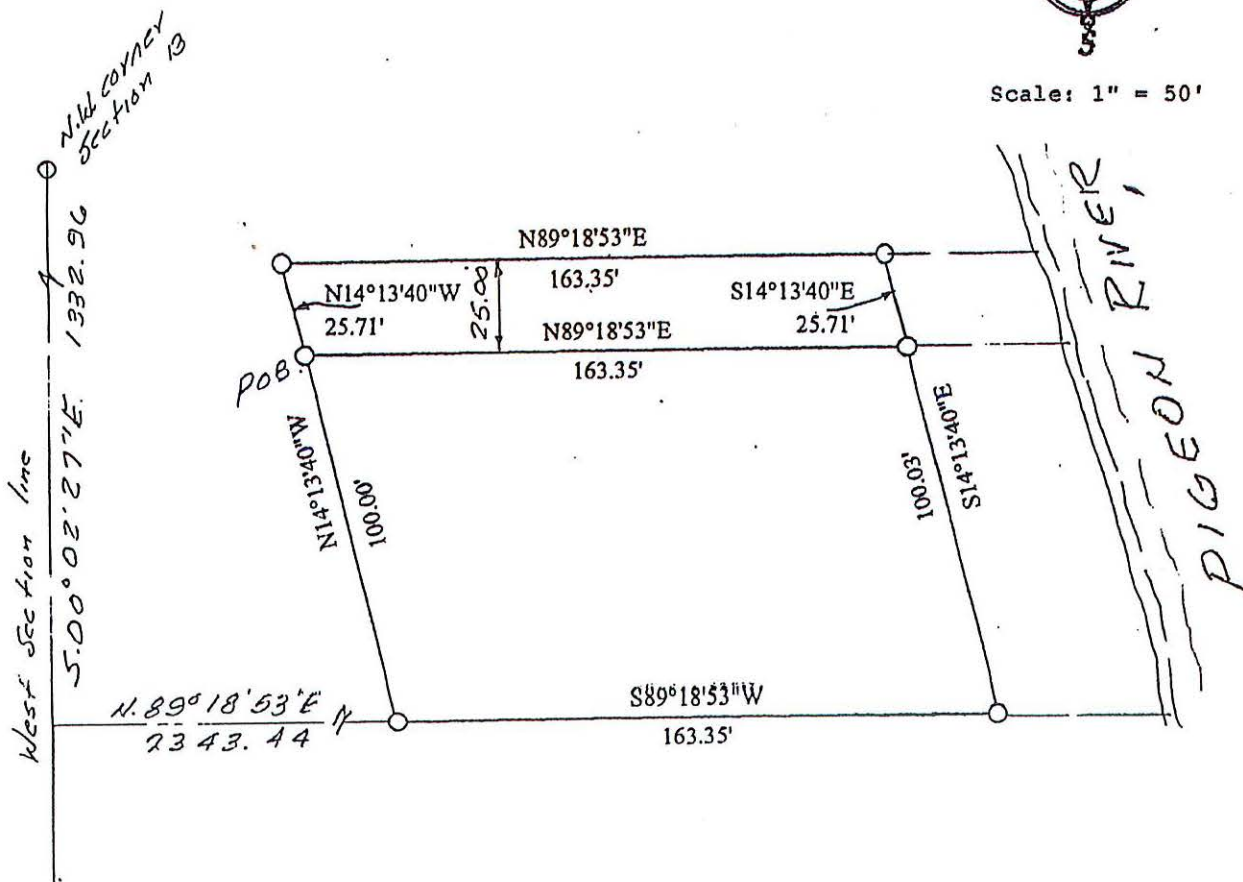 S
Scale: 1" = 50'
N.W. Corner
Section 13
West Section line
S.00°02'27"E. 1332.96
PIGEON RIVER,
N89°18'53"E
163.35'
N14°13'40"W
25.71'
25.00
S14°13'40"E
25.71'
N89°18'53"E
163.35'
POB.
N14°13'40"W
100.00'
S14°13'40"E
100.03'
N.89°18'53"E
2343.44
S89°18'53"W
163.35'